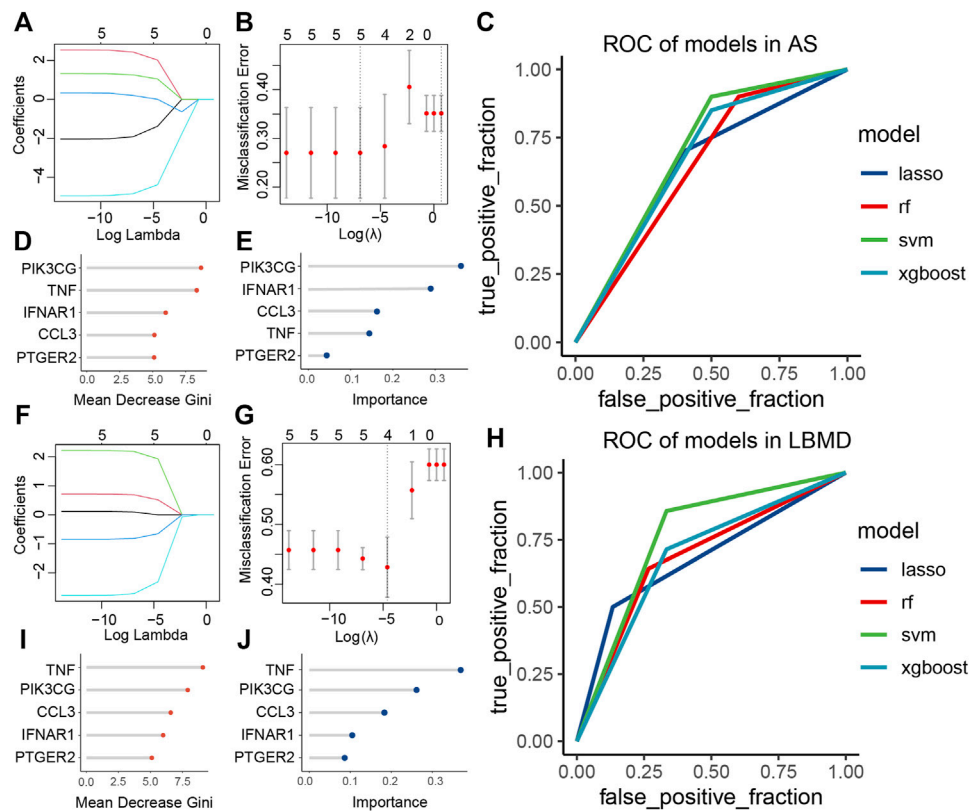 A
5 5 0
Coefficients
2
0
−2
−4
−10 −5 0
Log Lambda
B
5 5 5 5 4 2 0
Misclassification Error
0.40
0.30
0.20
−10 −5 0
Log(λ)
C
ROC of models in AS
true_positive_fraction
1.00
0.75
0.50
0.25
0.00
0.00 0.25 0.50 0.75 1.00
false_positive_fraction
model
lasso
rf
svm
xgboost
D
PIK3CG
TNF
IFNAR1
CCL3
PTGER2
0.0 2.5 5.0 7.5
Mean Decrease Gini
E
PIK3CG
IFNAR1
CCL3
TNF
PTGER2
0.0 0.1 0.2 0.3
Importance
F
5 5 0
Coefficients
2
1
0
−1
−2
−10 −5 0
Log Lambda
G
5 5 5 5 4 1 0
Misclassification Error
0.60
0.50
0.40
−10 −5 0
Log(λ)
H
ROC of models in LBMD
true_positive_fraction
1.00
0.75
0.50
0.25
0.00
0.00 0.25 0.50 0.75 1.00
false_positive_fraction
model
lasso
rf
svm
xgboost
I
TNF
PIK3CG
CCL3
IFNAR1
PTGER2
0.0 2.5 5.0 7.5
Mean Decrease Gini
J
TNF
PIK3CG
CCL3
IFNAR1
PTGER2
0.0 0.1 0.2 0.3
Importance